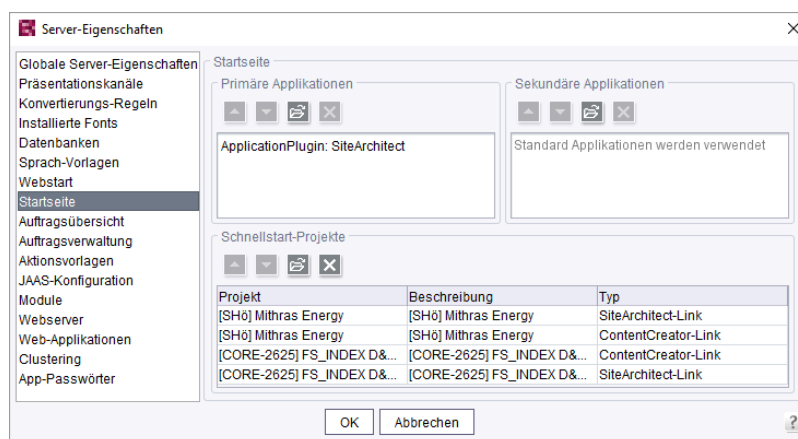 Server-Eigenschaften
Globale Server-Eigenschaften
Präsentationskanäle
Konvertierungs-Regeln
Installierte Fonts
Datenbanken
Sprach-Vorlagen
Webstart
Startseite
Auftragsübersicht
Auftragsverwaltung
Aktionsvorlagen
JAAS-Konfiguration
Module
Webserver
Web-Applikationen
Clustering
App-Passwörter
Startseite
Primäre Applikationen
ApplicationPlugin: SiteArchitect
Sekundäre Applikationen
Standard Applikationen werden verwendet
Schnellstart-Projekte
Projekt Beschreibung Typ
[SHö] Mithras Energy [SHö] Mithras Energy SiteArchitect-Link
[SHö] Mithras Energy [SHö] Mithras Energy ContentCreator-Link
[CORE-2625] FS_INDEX D&... [CORE-2625] FS_INDEX D&... ContentCreator-Link
[CORE-2625] FS_INDEX D&... [CORE-2625] FS_INDEX D&... SiteArchitect-Link
OK Abbrechen
?